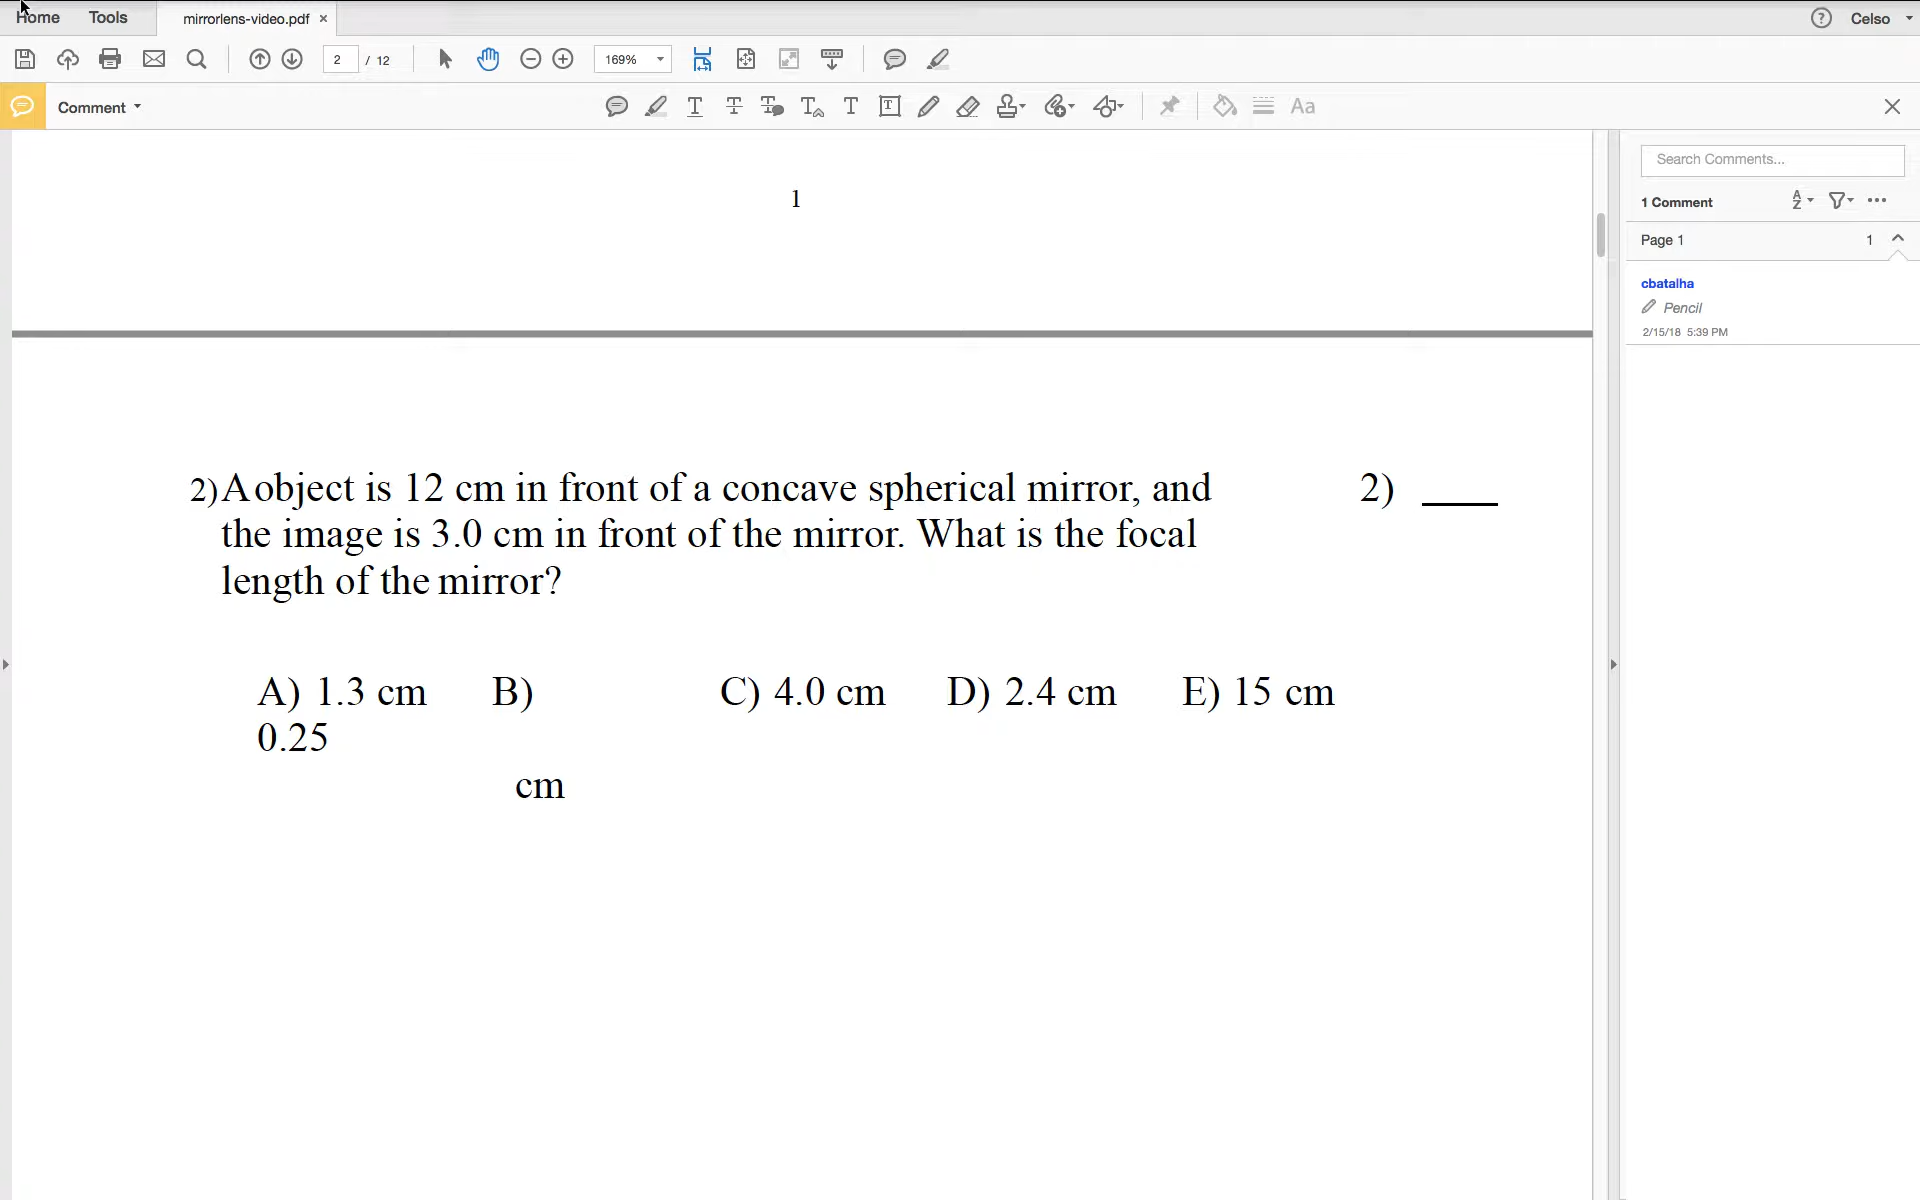 Home Tools mirrorlens-video.pdf × ? Celso
2 / 12 169%
Comment Aa
Search Comments...
1 Comment
Page 1 1
cbatalha
Pencil
2/15/18 5:39 PM
1
2)Aobject is 12 cm in front of a concave spherical mirror, and 2) ____
the image is 3.0 cm in front of the mirror. What is the focal
length of the mirror?
A) 1.3 cm B) C) 4.0 cm D) 2.4 cm E) 15 cm
0.25
cm